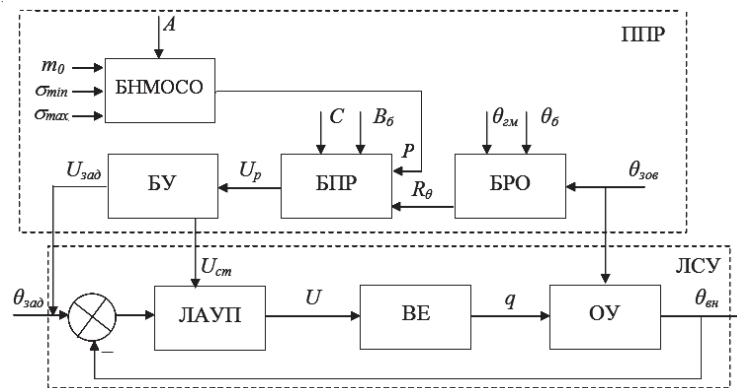 A
ППР
m₀
БНМОСО
σmin
σmax
C
Bб
θгм
θб
P
Uзад
БУ
Uр
БПР
Rθ
БРО
θзов
Uст
ЛСУ
θзад
ЛАУП
U
ВЕ
q
ОУ
θвн
–